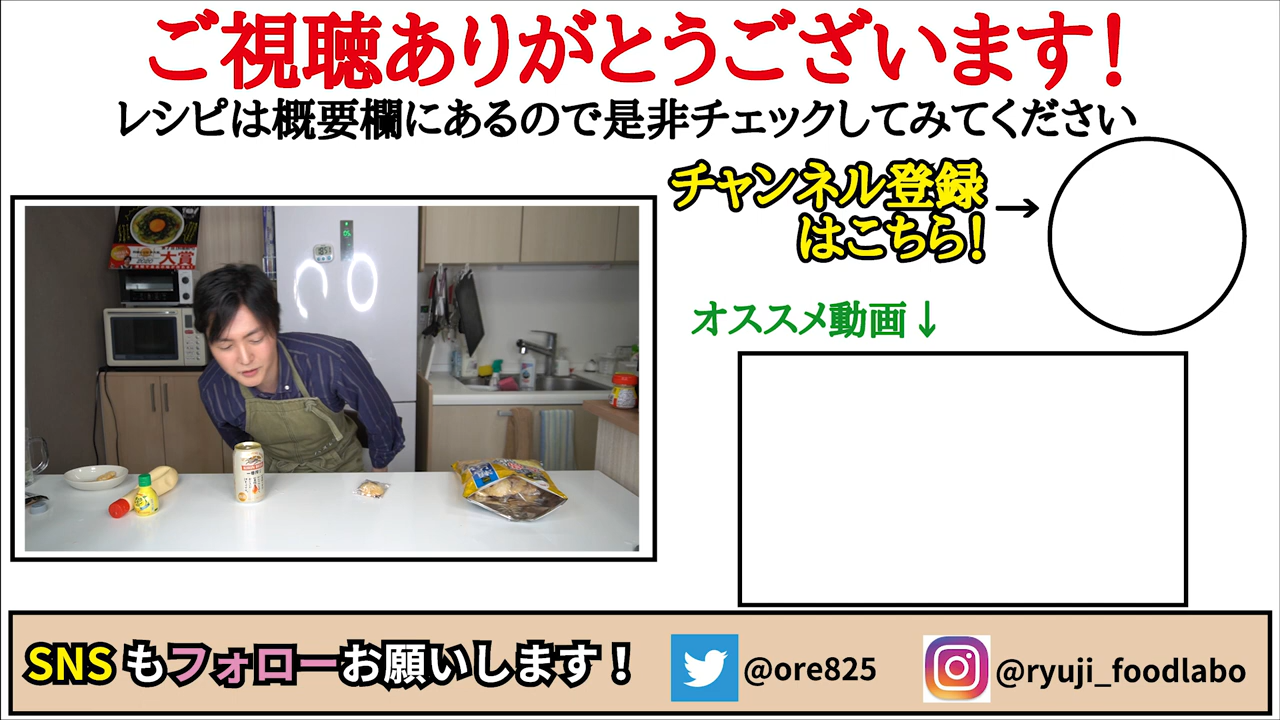 ご視聴ありがとうございます!
レシピは概要欄にあるので是非チェックしてみてください
チャンネル登録
はこちら!
→
オススメ動画↓
大賞
SNSもフォローお願いします!
@ore825
@ryuji_foodlabo